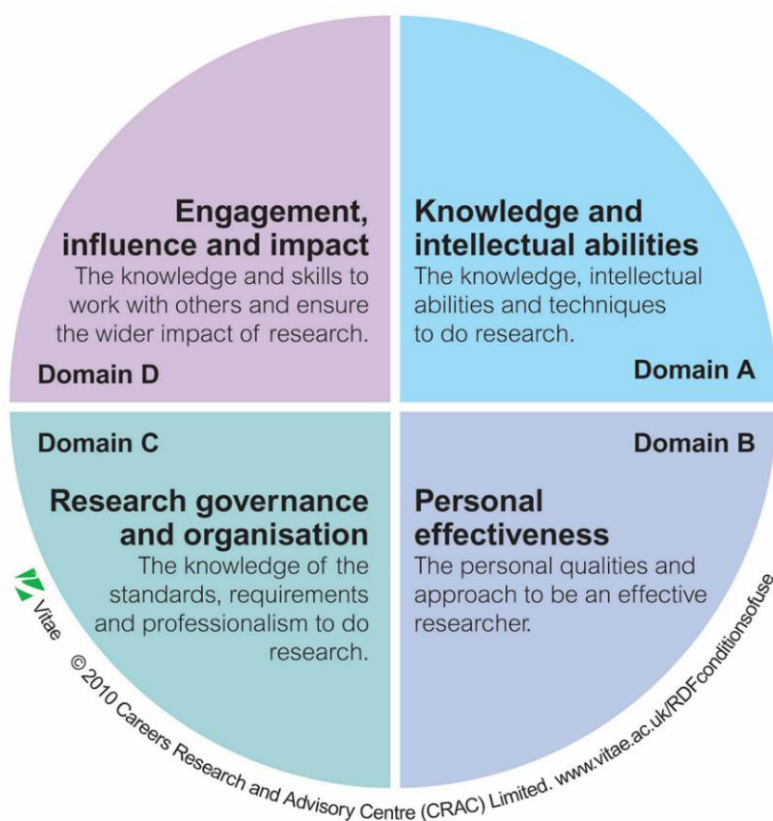 Engagement,
influence and impact
The knowledge and skills to
work with others and ensure
the wider impact of research.
Domain D
Knowledge and
intellectual abilities
The knowledge, intellectual
abilities and techniques
to do research.
Domain A
Domain C
Research governance
and organisation
The knowledge of the
standards, requirements
and professionalism to do
research.
Domain B
Personal
effectiveness
The personal qualities and
approach to be an effective
researcher.
Vitae © 2010 Careers Research and Advisory Centre (CRAC) Limited. www.vitae.ac.uk/RDFconditionsofuse